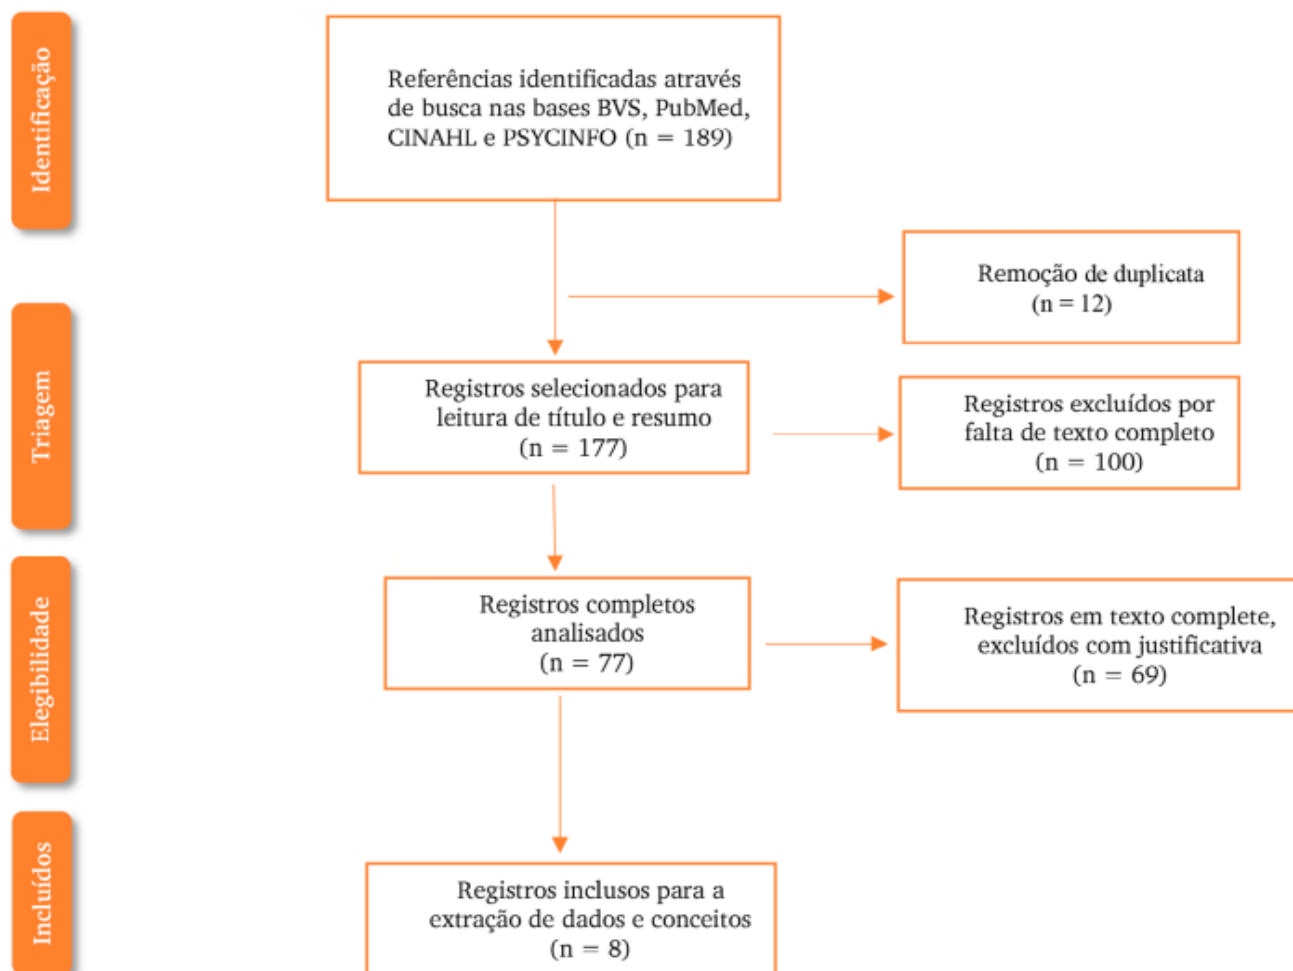 Identificação
Referências identificadas através
de busca nas bases BVS, PubMed,
CINAHL e PSYCINFO (n = 189)
Remoção de duplicata
(n = 12)
Triagem
Registros selecionados para
leitura de título e resumo
(n = 177)
Registros excluídos por
falta de texto completo
(n = 100)
Elegibilidade
Registros completos
analisados
(n = 77)
Registros em texto complete,
excluídos com justificativa
(n = 69)
Incluídos
Registros inclusos para a
extração de dados e conceitos
(n = 8)